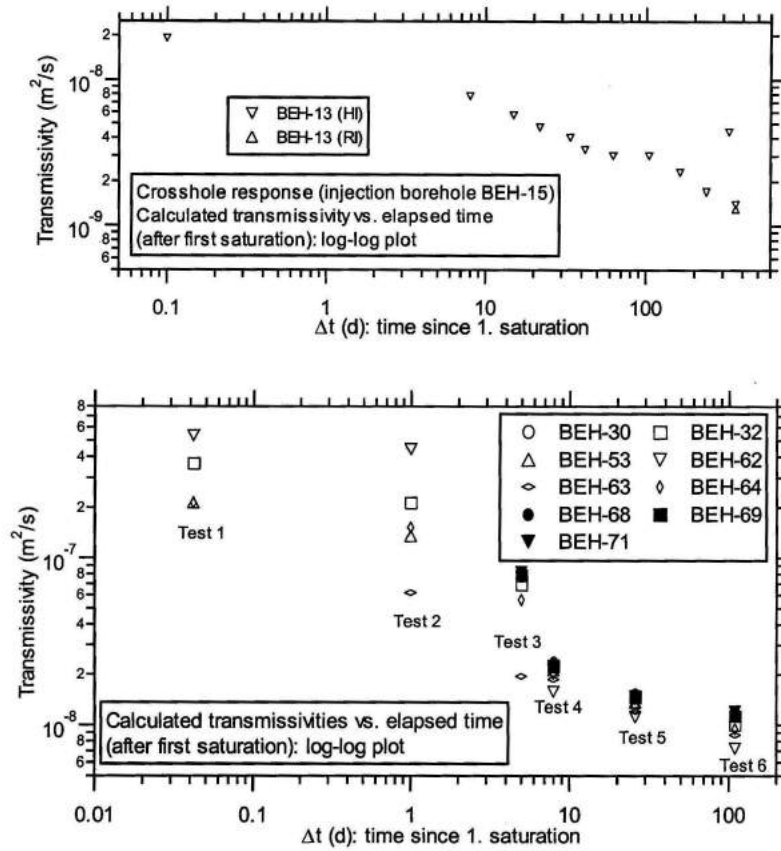 2
10⁻⁸
8
6
4
2
10⁻⁹
8
6
Transmissivity (m²/s)
▽ BEH-13 (HI)
△ BEH-13 (RI)
Crosshole response (injection borehole BEH-15)
Calculated transmissivity vs. elapsed time
(after first saturation): log-log plot
0.1 1 10 100
Δt (d): time since 1. saturation
8
6
4
2
10⁻⁷
8
6
4
2
10⁻⁸
8
6
Transmissivity (m²/s)
BEH-30 BEH-32
BEH-53 BEH-62
BEH-63 BEH-64
BEH-68 BEH-69
BEH-71
Test 1
Test 2
Test 3
Test 4
Test 5
Test 6
Calculated transmissivities vs. elapsed time
(after first saturation): log-log plot
0.01 0.1 1 10 100
Δt (d): time since 1. saturation